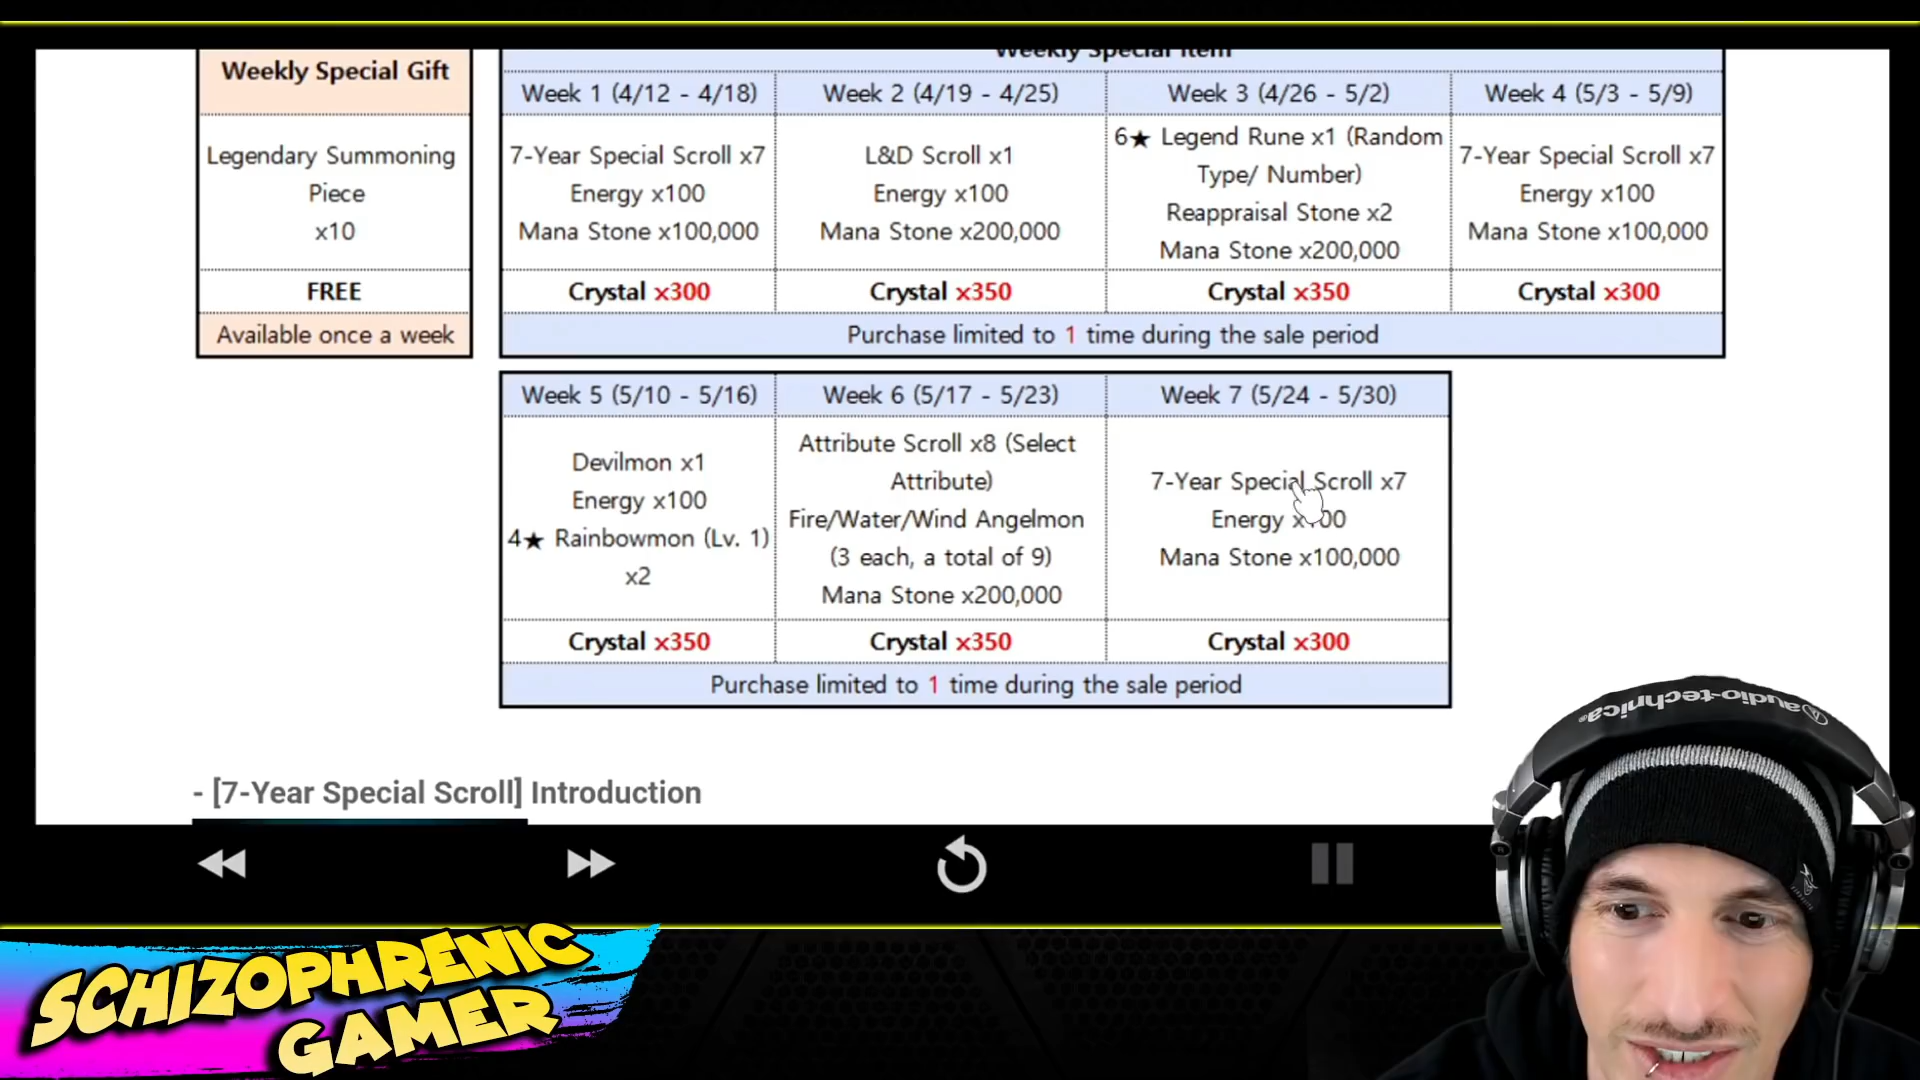 Weekly Special Item
Weekly Special Gift
Week 1 (4/12 - 4/18)
Week 2 (4/19 - 4/25)
Week 3 (4/26 - 5/2)
Week 4 (5/3 - 5/9)
Legendary Summoning
Piece
x10
7-Year Special Scroll x7
Energy x100
Mana Stone x100,000
L&D Scroll x1
Energy x100
Mana Stone x200,000
6★ Legend Rune x1 (Random
Type/ Number)
Reappraisal Stone x2
Mana Stone x200,000
7-Year Special Scroll x7
Energy x100
Mana Stone x100,000
FREE
Crystal x300
Crystal x350
Crystal x350
Crystal x300
Available once a week
Purchase limited to 1 time during the sale period
Week 5 (5/10 - 5/16)
Week 6 (5/17 - 5/23)
Week 7 (5/24 - 5/30)
Devilmon x1
Energy x100
4★ Rainbowmon (Lv. 1)
x2
Attribute Scroll x8 (Select
Attribute)
Fire/Water/Wind Angelmon
(3 each, a total of 9)
Mana Stone x200,000
7-Year Special Scroll x7
Energy x100
Mana Stone x100,000
Crystal x350
Crystal x350
Crystal x300
Purchase limited to 1 time during the sale period
- [7-Year Special Scroll] Introduction
audio-technica
SCHIZOPHRENIC
GAMER